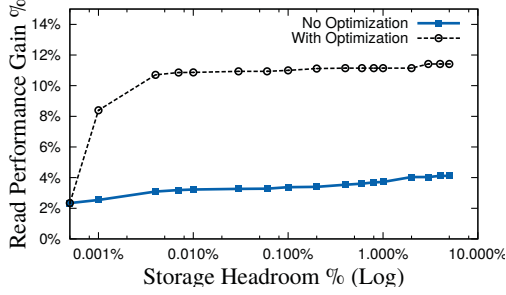 Read Performance Gain %
14%
12%
10%
8%
6%
4%
2%
0%
No Optimization
With Optimization
0.001% 0.010% 0.100% 1.000% 10.000%
Storage Headroom % (Log)